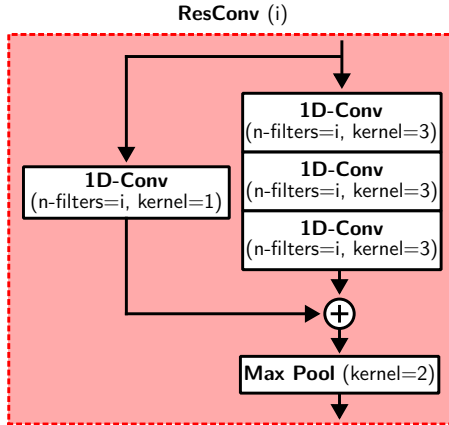 ResConv (i)
1D-Conv
(n-filters=i, kernel=3)
1D-Conv
(n-filters=i, kernel=3)
1D-Conv
(n-filters=i, kernel=1)
1D-Conv
(n-filters=i, kernel=3)
+
Max Pool (kernel=2)